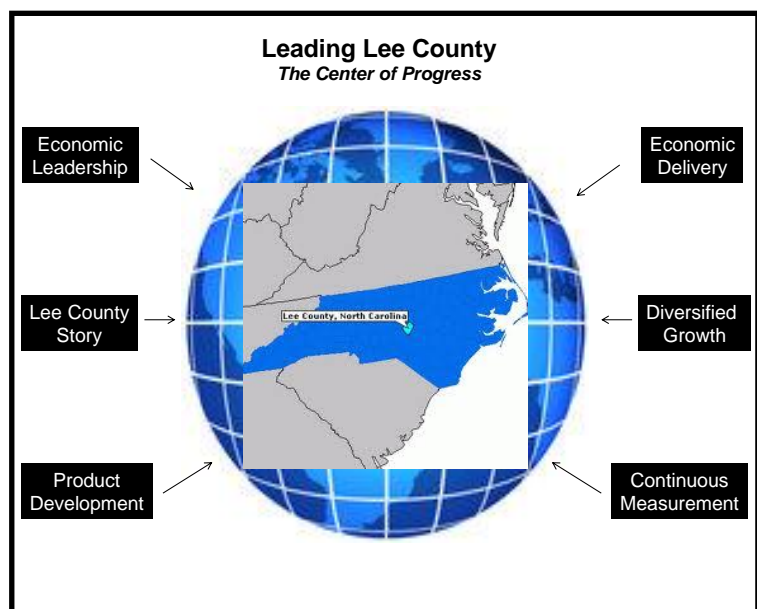 Leading Lee County
The Center of Progress
Economic
Leadership
Economic
Delivery
Lee County, North Carolina
Lee County
Story
Diversified
Growth
Product
Development
Continuous
Measurement